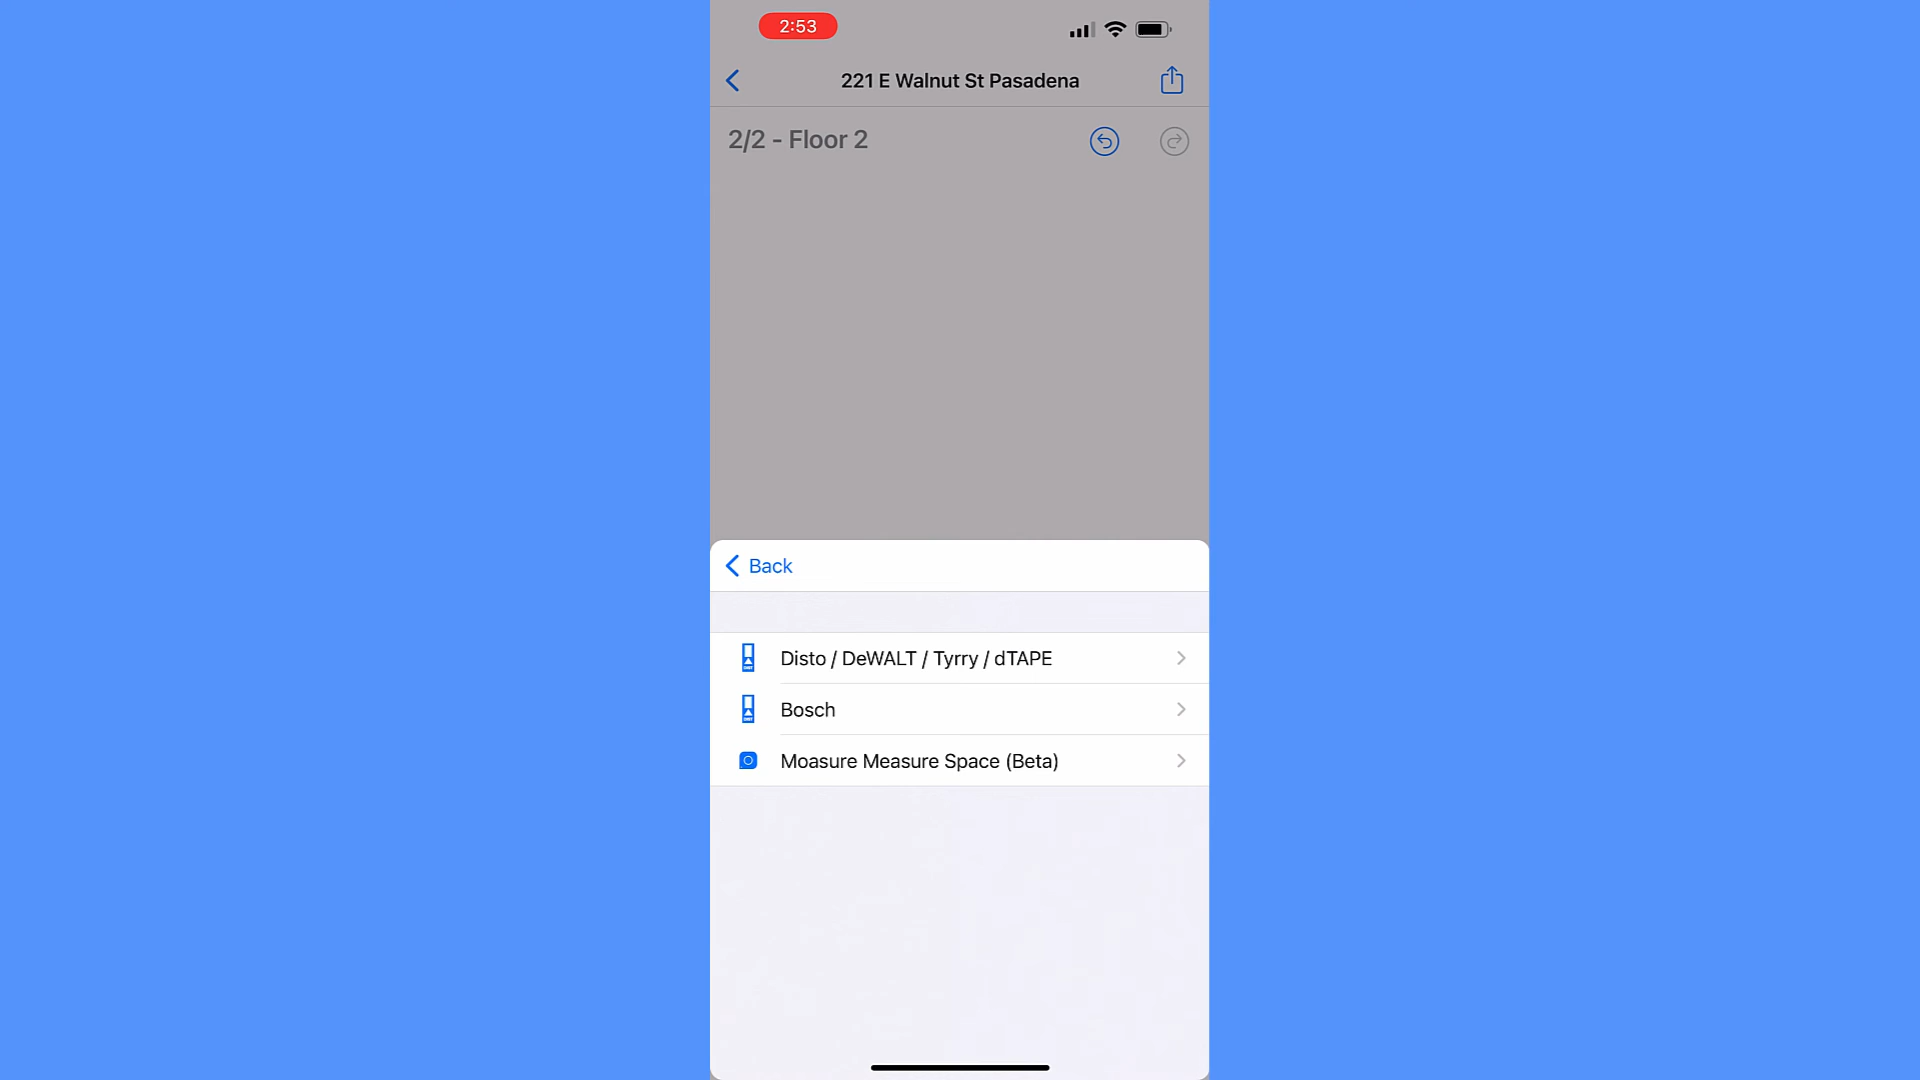 2:53
221 E Walnut St Pasadena
2/2 - Floor 2
Back
Disto / DeWALT / Tyrry / dTAPE
Bosch
Moasure Measure Space (Beta)